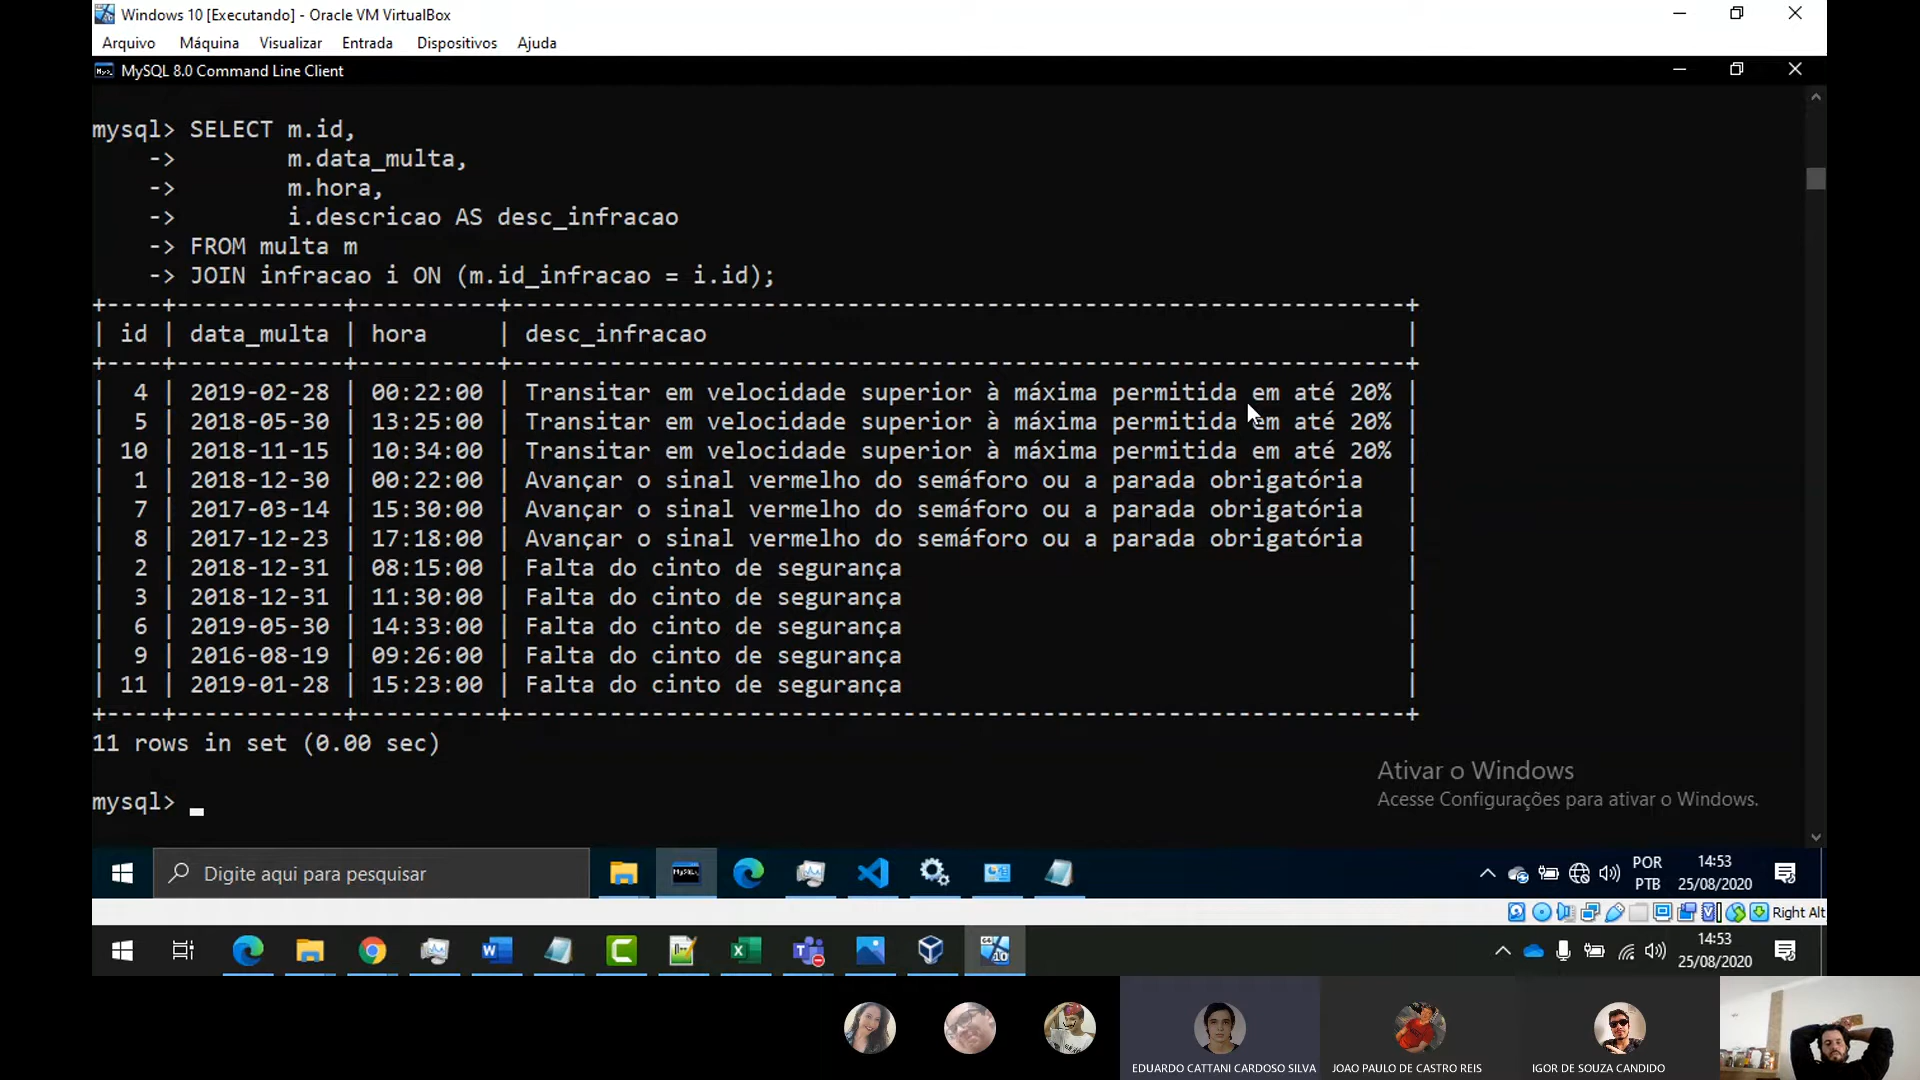 Windows 10 [Executando] - Oracle VM VirtualBox
Arquivo Máquina Visualizar Entrada Dispositivos Ajuda
MySQL 8.0 Command Line Client
mysql> SELECT m.id,
-> m.data_multa,
-> m.hora,
-> i.descricao AS desc_infracao
-> FROM multa m
-> JOIN infracao i ON (m.id_infracao = i.id);
+----+------------+----------+----------------------------------------------------------------+
| id | data_multa | hora | desc_infracao |
+----+------------+----------+----------------------------------------------------------------+
| 4 | 2019-02-28 | 00:22:00 | Transitar em velocidade superior à máxima permitida em até 20% |
| 5 | 2018-05-30 | 13:25:00 | Transitar em velocidade superior à máxima permitida em até 20% |
| 10 | 2018-11-15 | 10:34:00 | Transitar em velocidade superior à máxima permitida em até 20% |
| 1 | 2018-12-30 | 00:22:00 | Avançar o sinal vermelho do semáforo ou a parada obrigatória |
| 7 | 2017-03-14 | 15:30:00 | Avançar o sinal vermelho do semáforo ou a parada obrigatória |
| 8 | 2017-12-23 | 17:18:00 | Avançar o sinal vermelho do semáforo ou a parada obrigatória |
| 2 | 2018-12-31 | 08:15:00 | Falta do cinto de segurança |
| 3 | 2018-12-31 | 11:30:00 | Falta do cinto de segurança |
| 6 | 2019-05-30 | 14:33:00 | Falta do cinto de segurança |
| 9 | 2016-08-19 | 09:26:00 | Falta do cinto de segurança |
| 11 | 2019-01-28 | 15:23:00 | Falta do cinto de segurança |
+----+------------+----------+----------------------------------------------------------------+
11 rows in set (0.00 sec)
mysql>
Ativar o Windows
Acesse Configurações para ativar o Windows.
Digite aqui para pesquisar
POR
PTB
14:53
25/08/2020
Right Alt
14:53
25/08/2020
EDUARDO CATTANI CARDOSO SILVA
JOAO PAULO DE CASTRO REIS
IGOR DE SOUZA CANDIDO